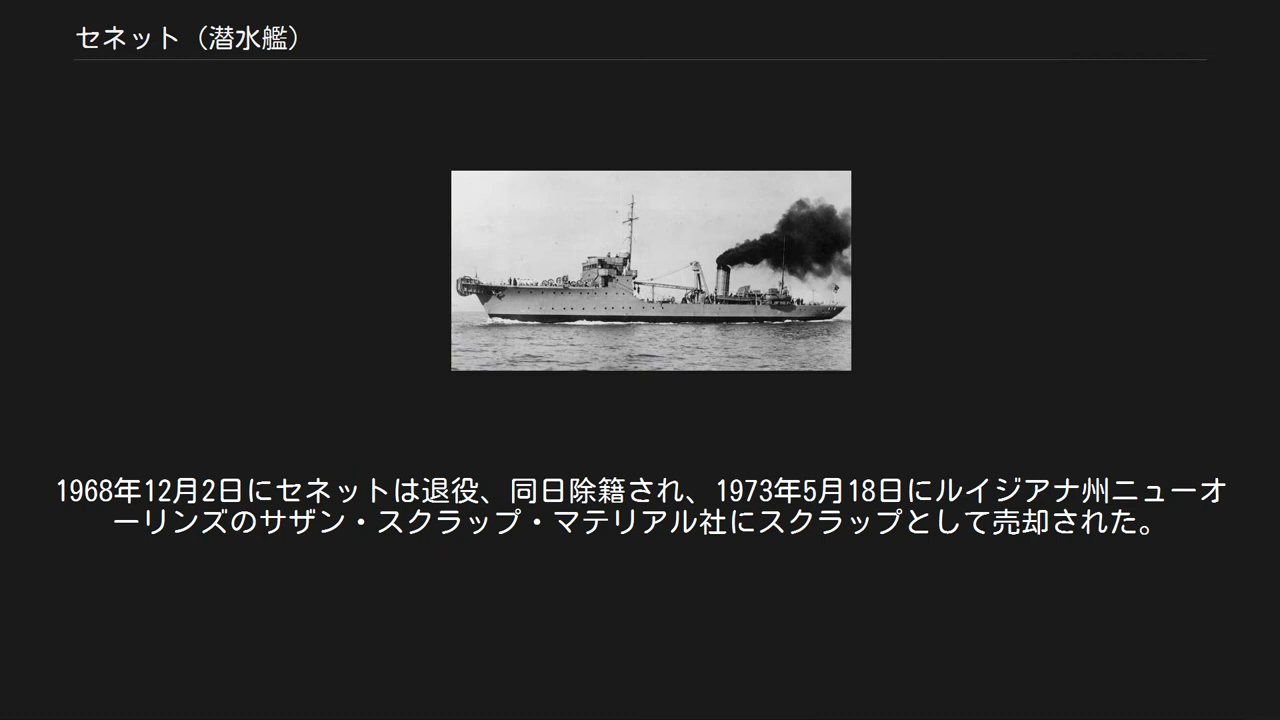 セネット（潜水艦）
1968年12月2日にセネットは退役、同日除籍され、1973年5月18日にルイジアナ州ニューオ
ーリンズのサザン・スクラップ・マテリアル社にスクラップとして売却された。